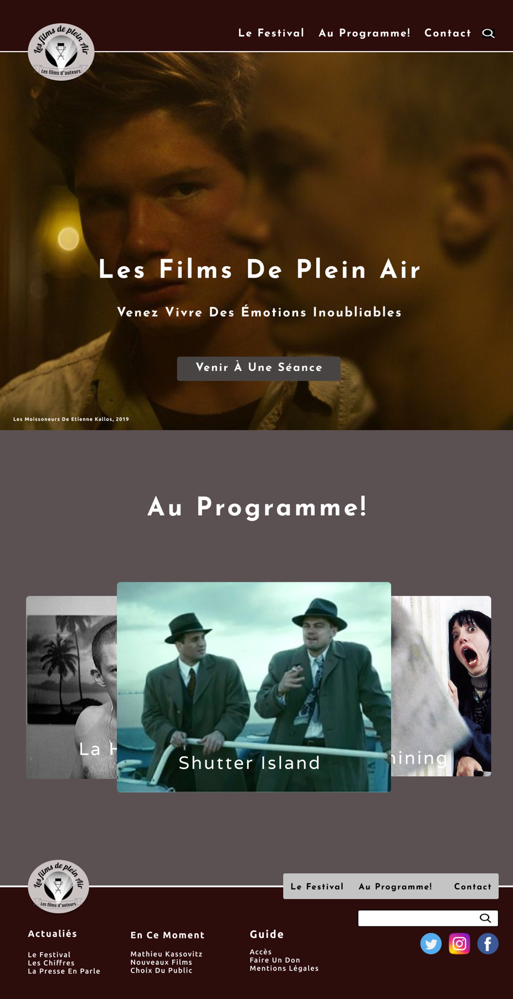 Les films de plein Air
Les films d'auteurs
Le Festival Au Programme! Contact
Les Films De Plein Air
Venez Vivre Des Émotions Inoubliables
Venir À Une Séance
Les Moissoneurs De Etienne Kallos, 2019
Au Programme!
La H
Shutter Island
hining
Les films de plein Air
Les films d'auteurs
Le Festival Au Programme! Contact
Actualiés
Le Festival
Les Chiffres
La Presse En Parle
En Ce Moment
Mathieu Kassovitz
Nouveaux Films
Choix Du Public
Guide
Accès
Faire Un Don
Mentions Légales